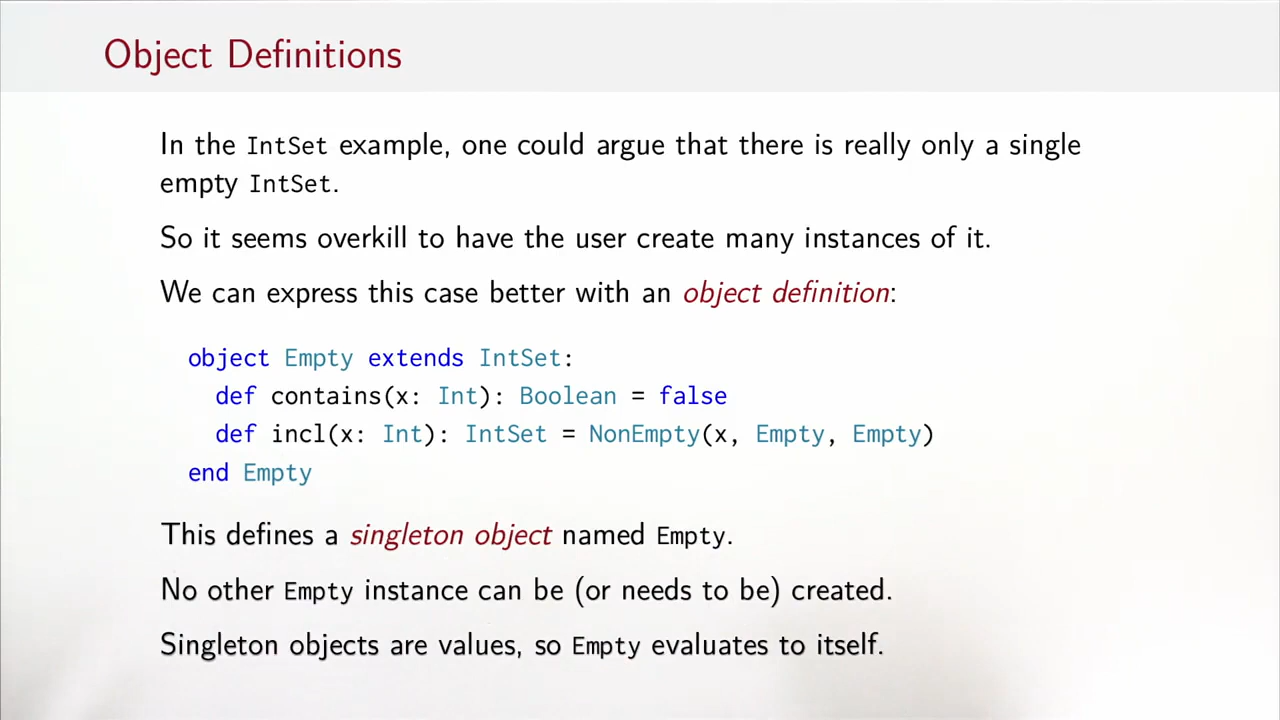 Object Definitions
In the IntSet example, one could argue that there is really only a single
empty IntSet.
So it seems overkill to have the user create many instances of it.
We can express this case better with an object definition:
object Empty extends IntSet:
  def contains(x: Int): Boolean = false
  def incl(x: Int): IntSet = NonEmpty(x, Empty, Empty)
end Empty
This defines a singleton object named Empty.
No other Empty instance can be (or needs to be) created.
Singleton objects are values, so Empty evaluates to itself.